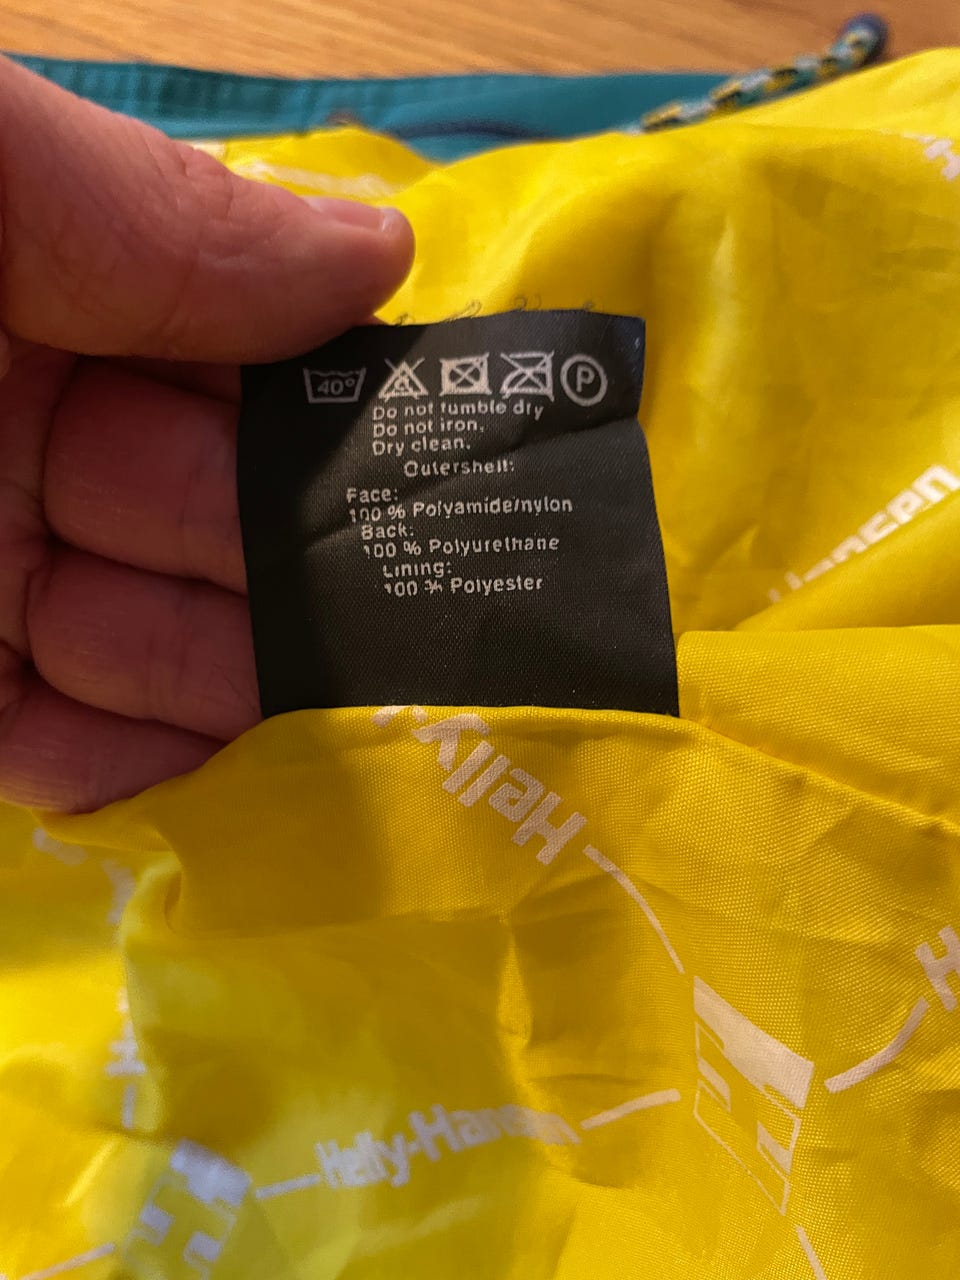 40°
P
Do not tumble dry
Do not iron.
Dry clean.
Outershell:
Face:
100 % Polyamide/nylon
Back:
100 % Polyurethane
Lining:
100 % Polyester
Hansen
Helly-
Helly-Hansen